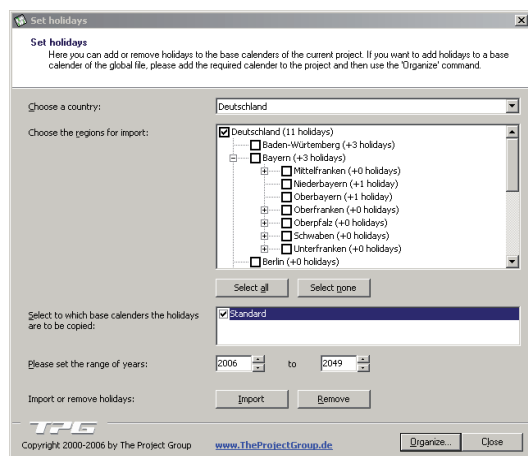 Set holidays
Set holidays
Here you can add or remove holidays to the base calenders of the current project. If you want to add holidays to a base
calender of the global file, please add the required calender to the project and then use the 'Organize' command.
Choose a country:
Deutschland
Choose the regions for import:
Deutschland (11 holidays)
Baden-Würtemberg (+3 holidays)
Bayern (+3 holidays)
Mittelfranken (+0 holidays)
Niederbayern (+1 holiday)
Oberbayern (+1 holiday)
Oberfranken (+0 holidays)
Oberpfalz (+0 holidays)
Schwaben (+0 holidays)
Unterfranken (+0 holidays)
Berlin (+0 holidays)
Select all Select none
Select to which base calenders the holidays
are to be copied:
Standard
Please set the range of years: 2006 to 2049
Import or remove holidays: Import Remove
TPG
Copyright 2000-2006 by The Project Group www.TheProjectGroup.de Organize... Close